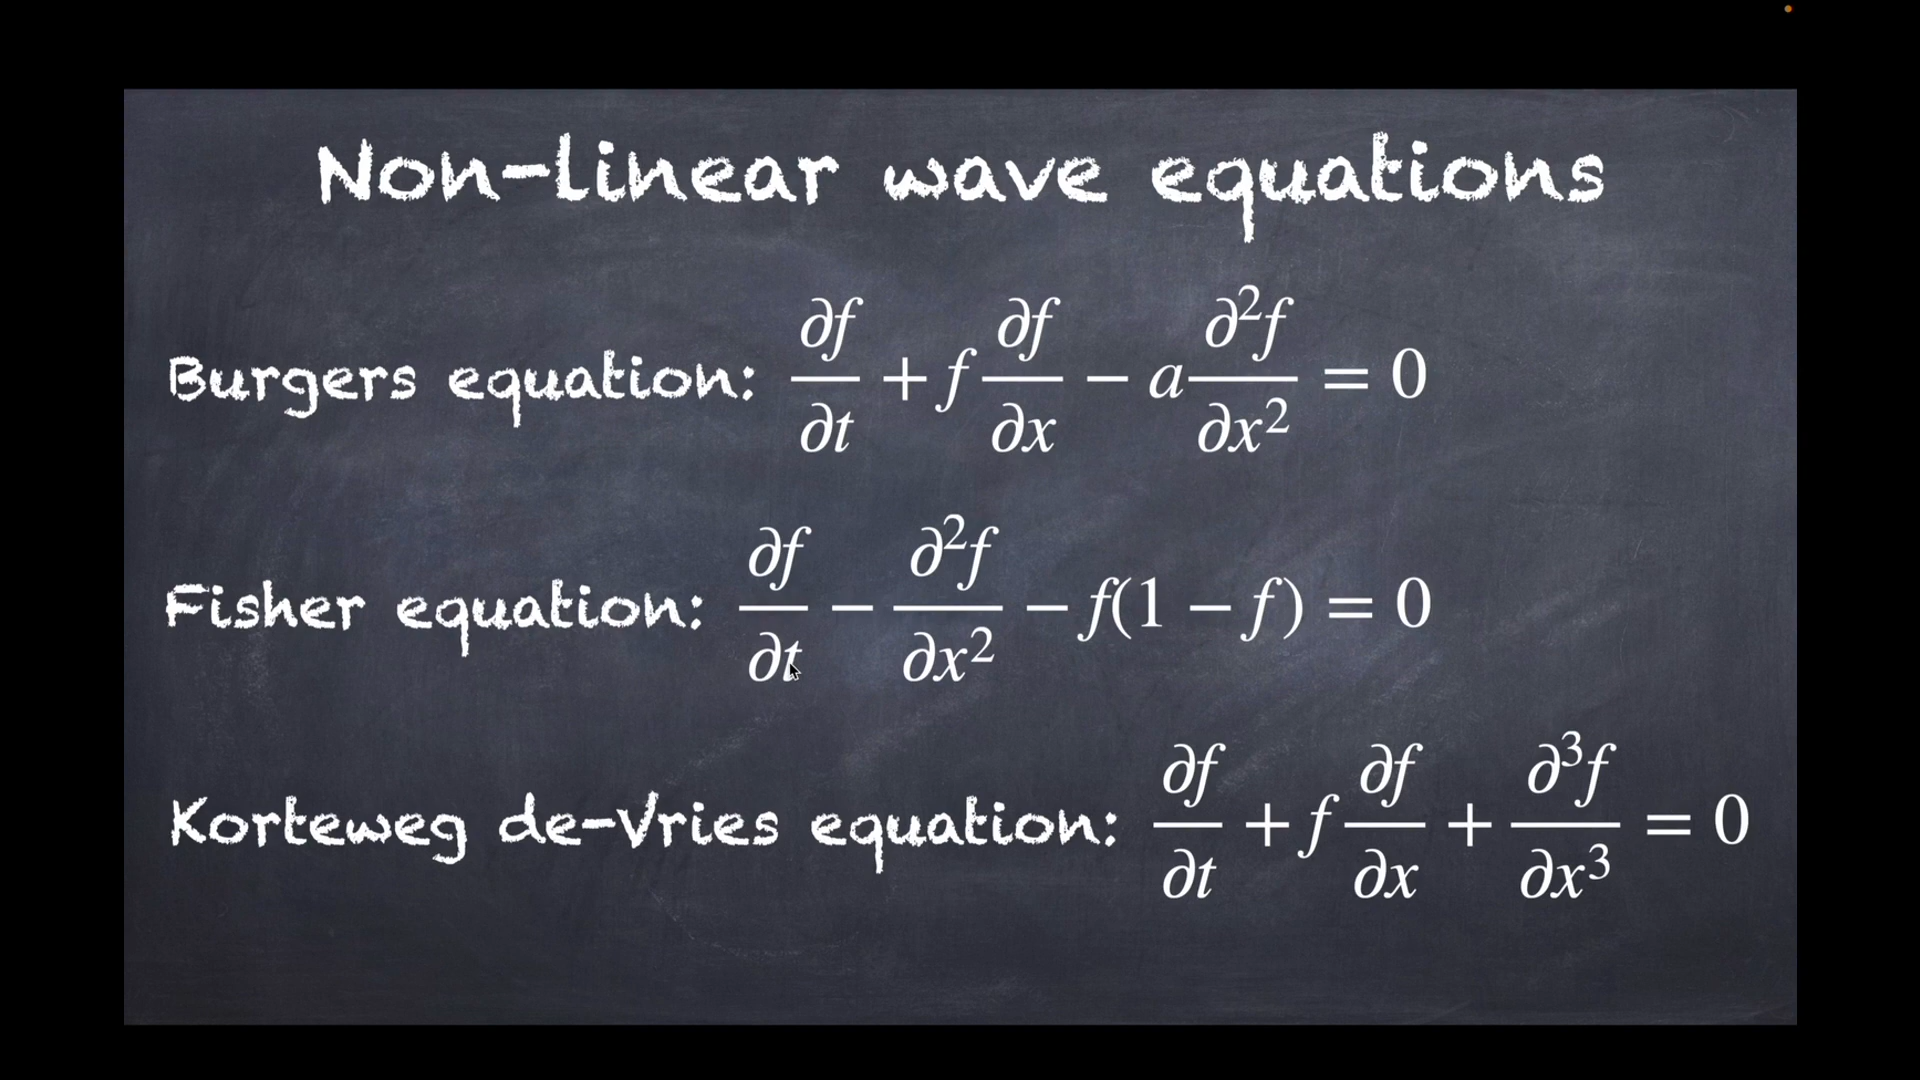 Non-linear wave equations
Burgers equation: ∂f/∂t + f ∂f/∂x − a ∂²f/∂x² = 0
Fisher equation: ∂f/∂t − ∂²f/∂x² − f(1 − f) = 0
Korteweg de-Vries equation: ∂f/∂t + f ∂f/∂x + ∂³f/∂x³ = 0